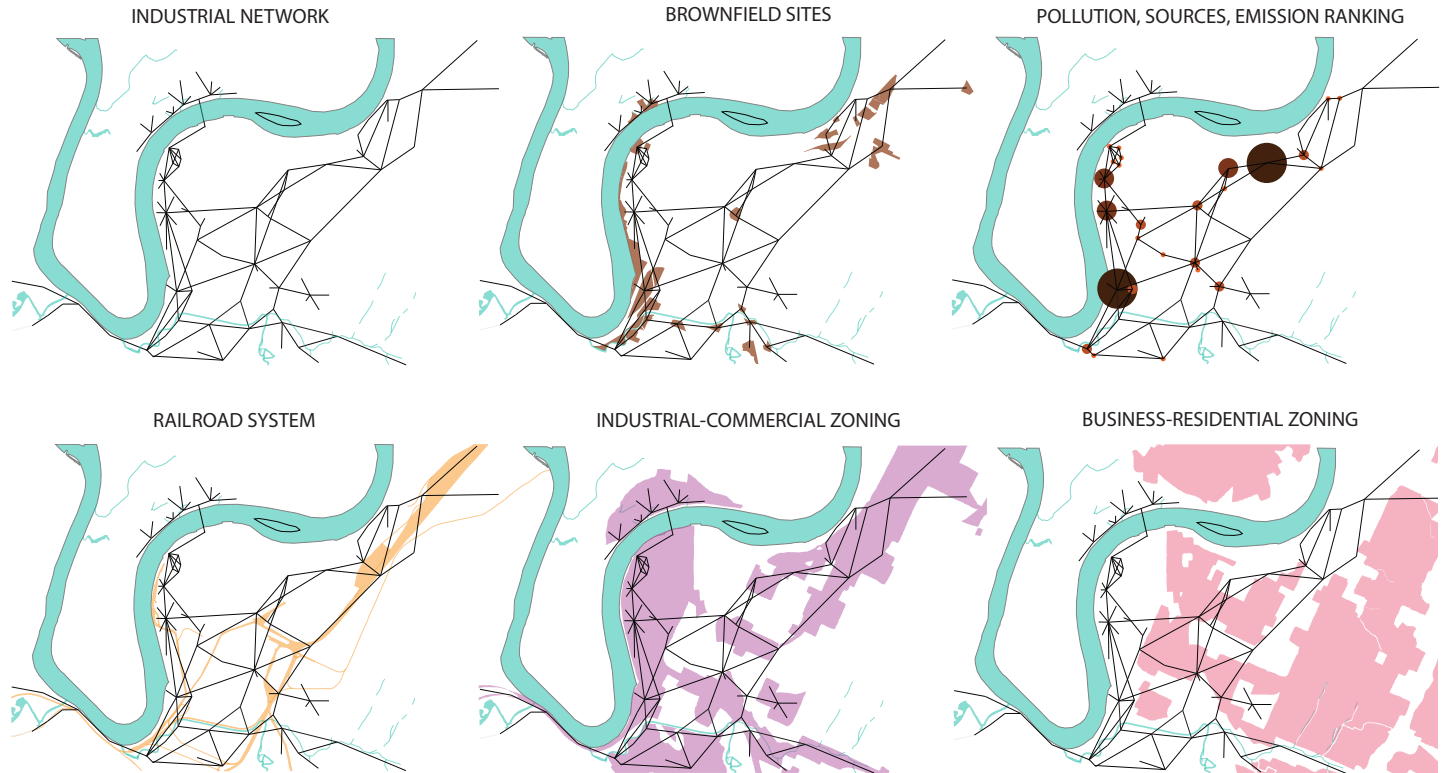 INDUSTRIAL NETWORK
BROWNFIELD SITES
POLLUTION, SOURCES, EMISSION RANKING
RAILROAD SYSTEM
INDUSTRIAL-COMMERCIAL ZONING
BUSINESS-RESIDENTIAL ZONING